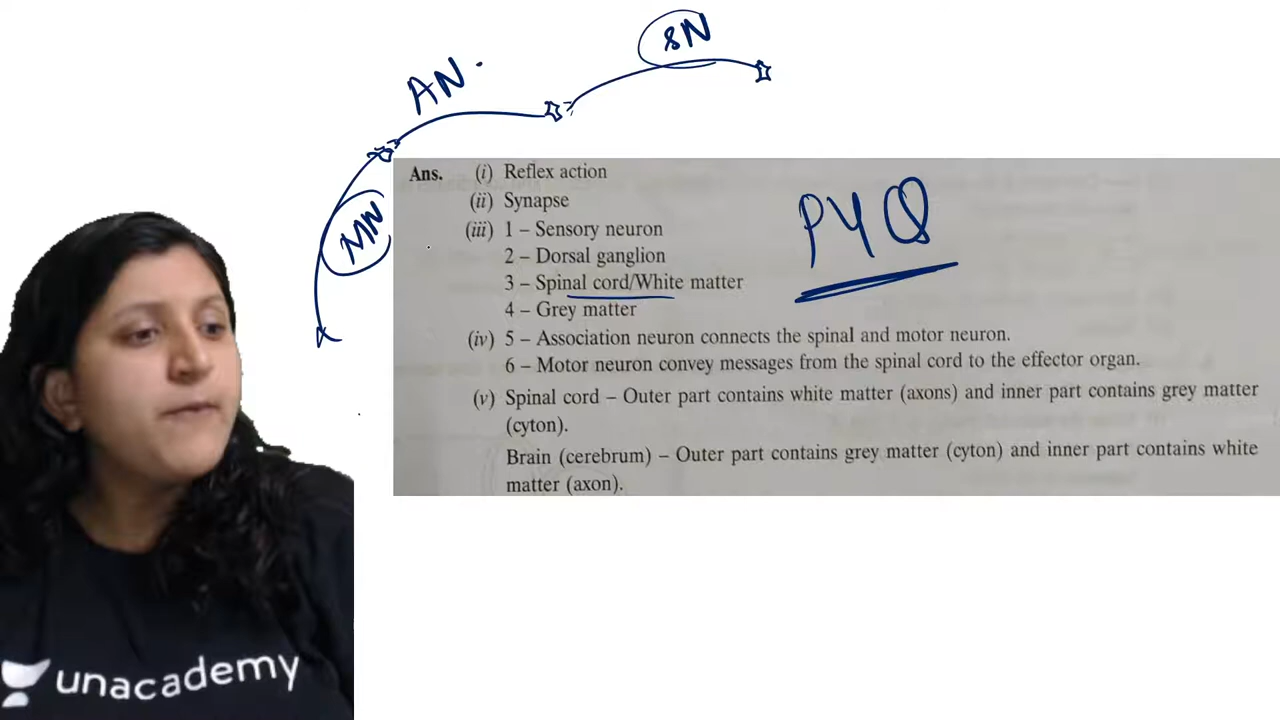 SN
AN.
MN
PYQ
Ans. (i) Reflex action
(ii) Synapse
(iii) 1 – Sensory neuron
2 – Dorsal ganglion
3 – Spinal cord/White matter
4 – Grey matter
(iv) 5 – Association neuron connects the spinal and motor neuron.
6 – Motor neuron convey messages from the spinal cord to the effector organ.
(v) Spinal cord – Outer part contains white matter (axons) and inner part contains grey matter
(cyton).
Brain (cerebrum) – Outer part contains grey matter (cyton) and inner part contains white
matter (axon).
unacademy